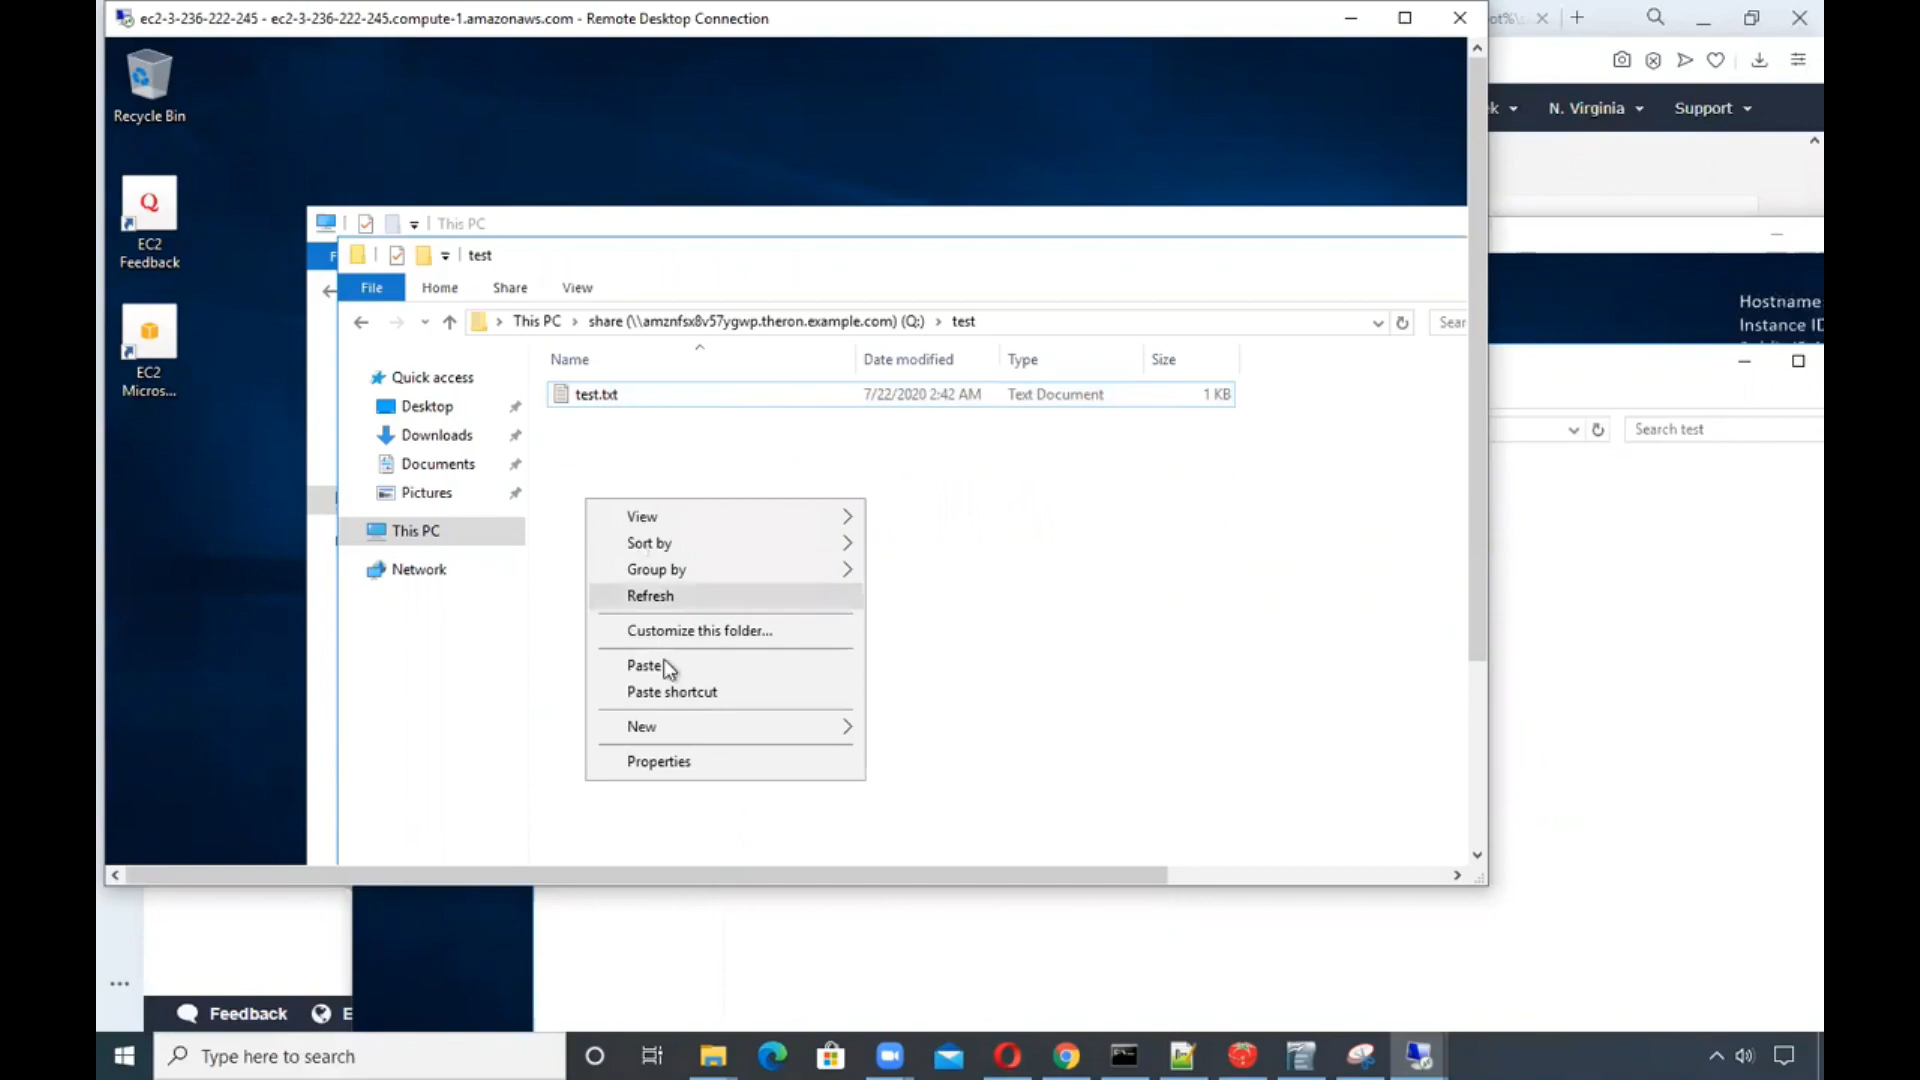 ec2-3-236-222-245 - ec2-3-236-222-245.compute-1.amazonaws.com - Remote Desktop Connection
Recycle Bin
N. Virginia
Support
Q
EC2
Feedback
This PC
test
File
Home
Share
View
This PC
share (\\amznfsx8v57ygwp.theron.example.com) (Q:)
test
Hostname
Instance ID
EC2
Micros...
Name
Date modified
Type
Size
Quick access
test.txt
7/22/2020 2:42 AM
Text Document
1 KB
Desktop
Downloads
Search test
Documents
Pictures
This PC
Network
View
Sort by
Group by
Refresh
Customize this folder...
Paste
Paste shortcut
New
Properties
Feedback
Type here to search